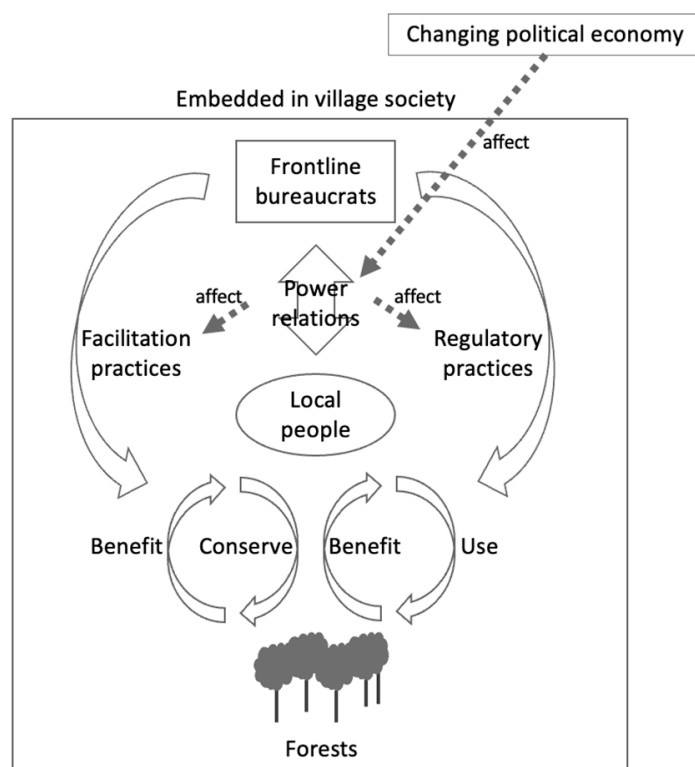 Changing political economy
Embedded in village society
affect
Frontline
bureaucrats
Power
relations
affect
affect
Facilitation
practices
Regulatory
practices
Local
people
Benefit
Conserve
Benefit
Use
Forests